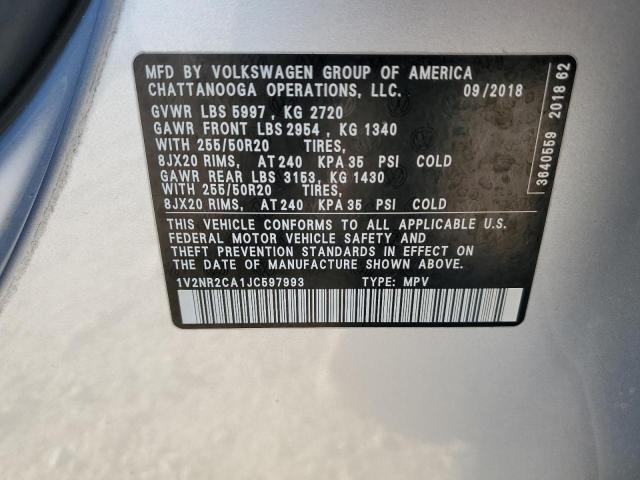 MFD BY VOLKSWAGEN GROUP OF AMERICA
CHATTANOOGA OPERATIONS, LLC. 09/2018
GVWR LBS 5997 , KG 2720
GAWR FRONT LBS 2954 , KG 1340
WITH 255/50R20 TIRES,
8JX20 RIMS, AT 240 KPA 35 PSI COLD
GAWR REAR LBS 3153, KG 1430
WITH 255/50R20 TIRES,
8JX20 RIMS, AT 240 KPA 35 PSI COLD
THIS VEHICLE CONFORMS TO ALL APPLICABLE U.S.
FEDERAL MOTOR VEHICLE SAFETY AND
THEFT PREVENTION STANDARDS IN EFFECT ON
THE DATE OF MANUFACTURE SHOWN ABOVE.
1V2NR2CA1JC597993 TYPE: MPV
3640559 2018 62